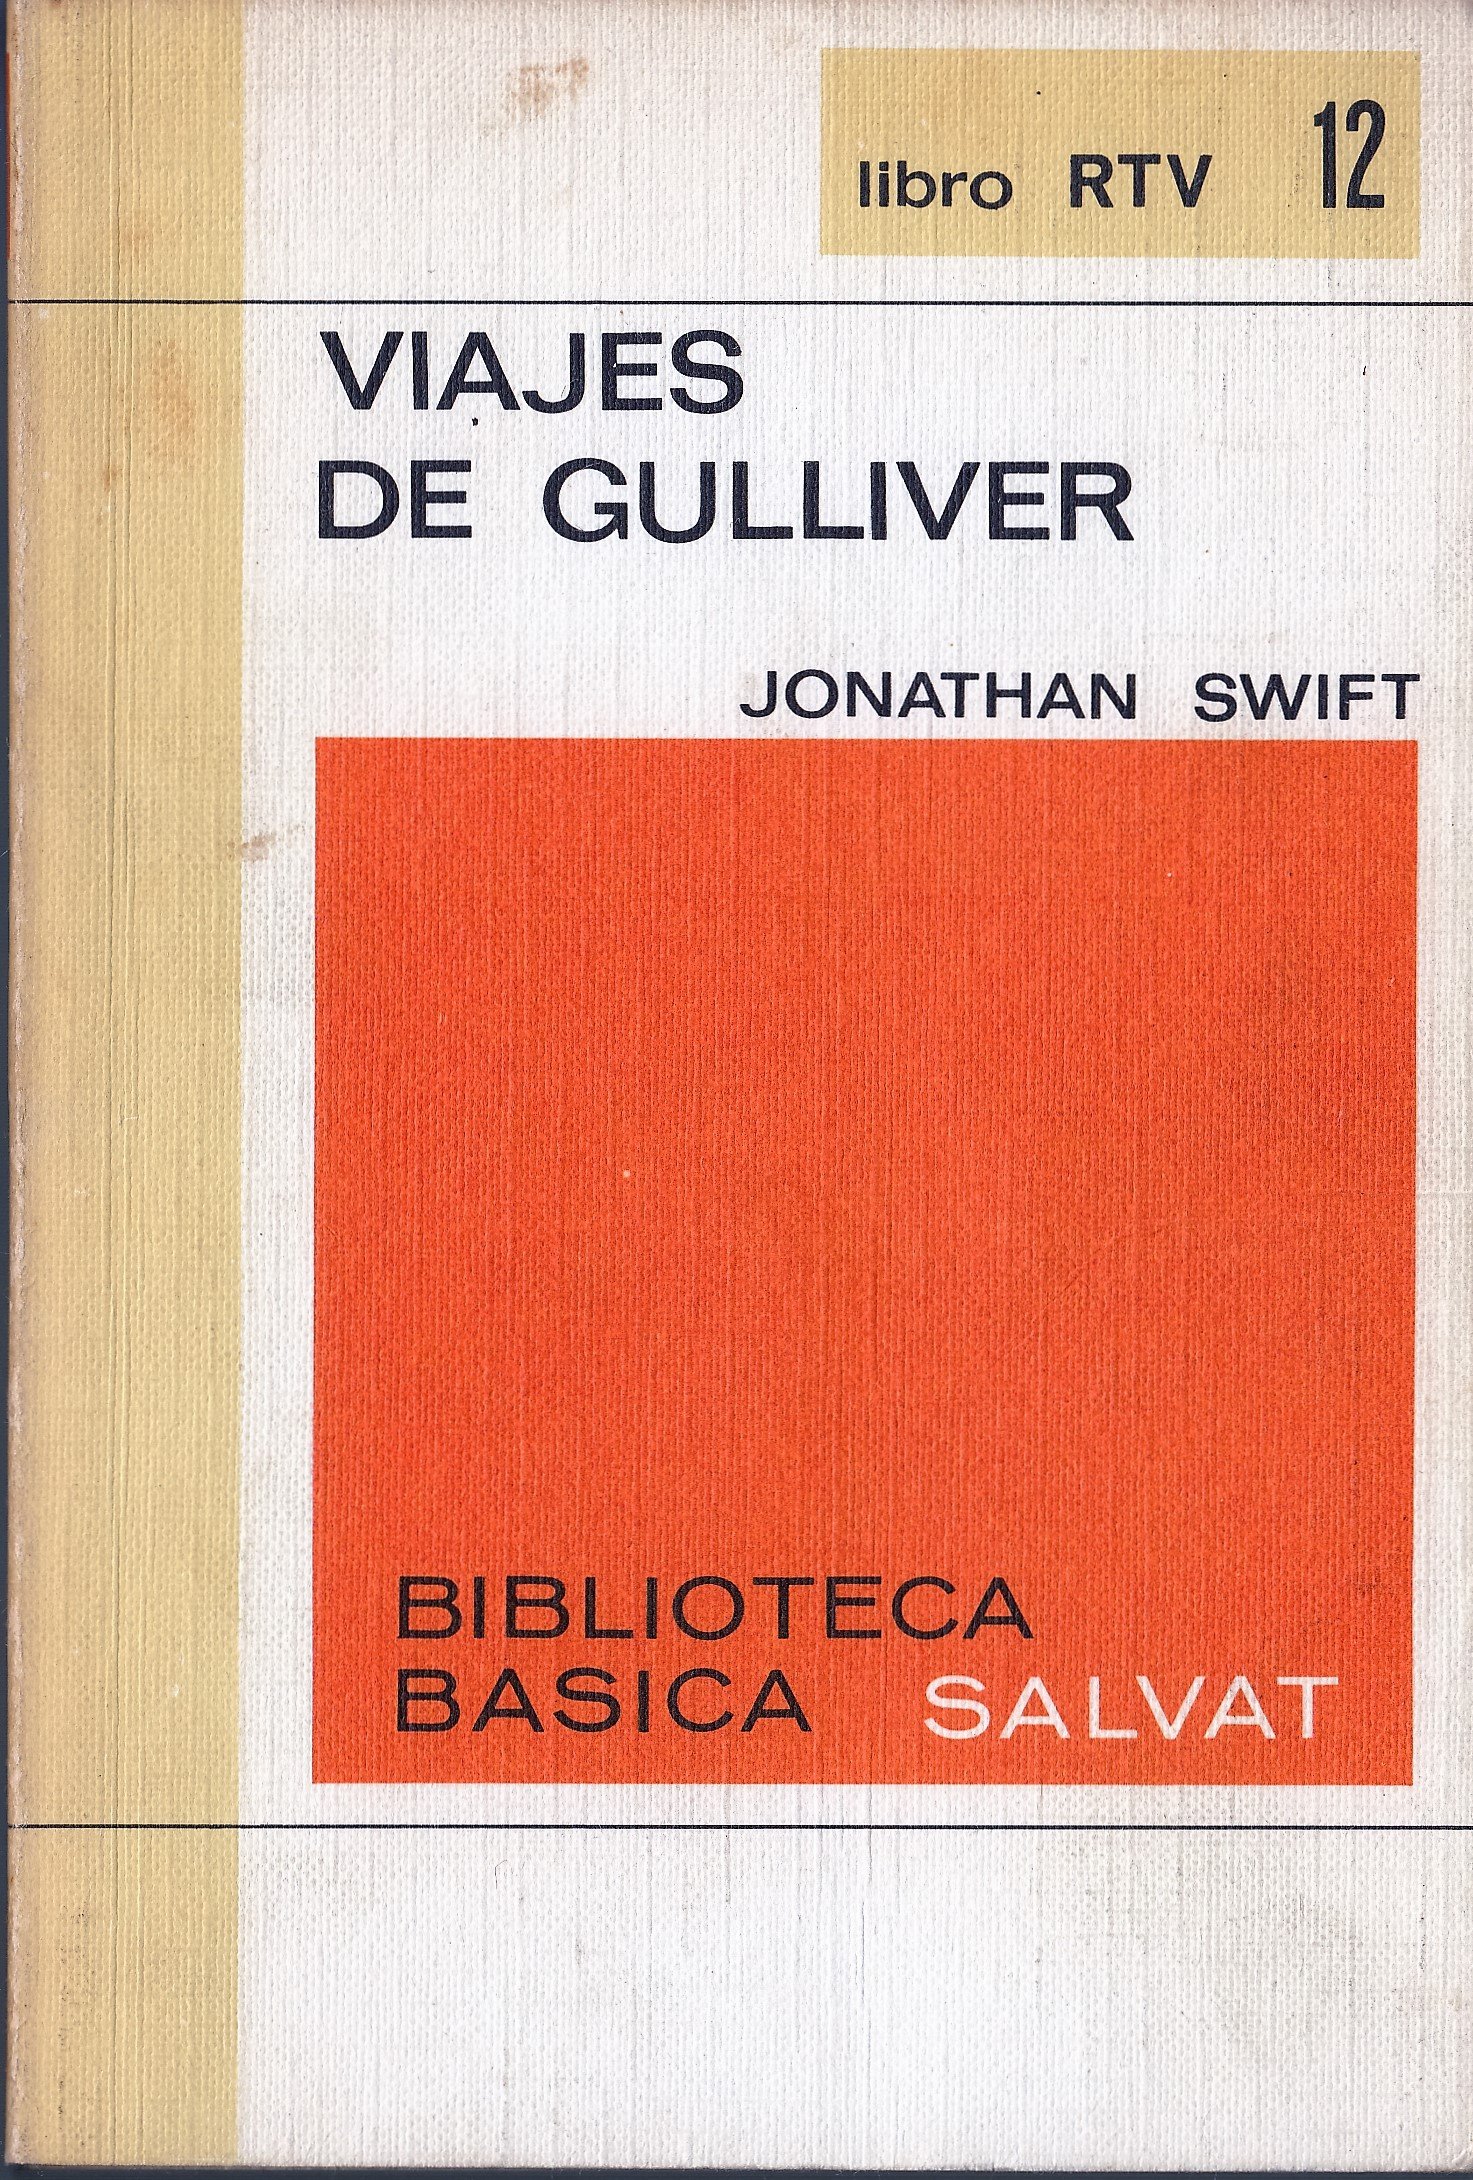 libro RTV 12
VIAJES
DE GULLIVER
JONATHAN SWIFT
BIBLIOTECA
BASICA SALVAT